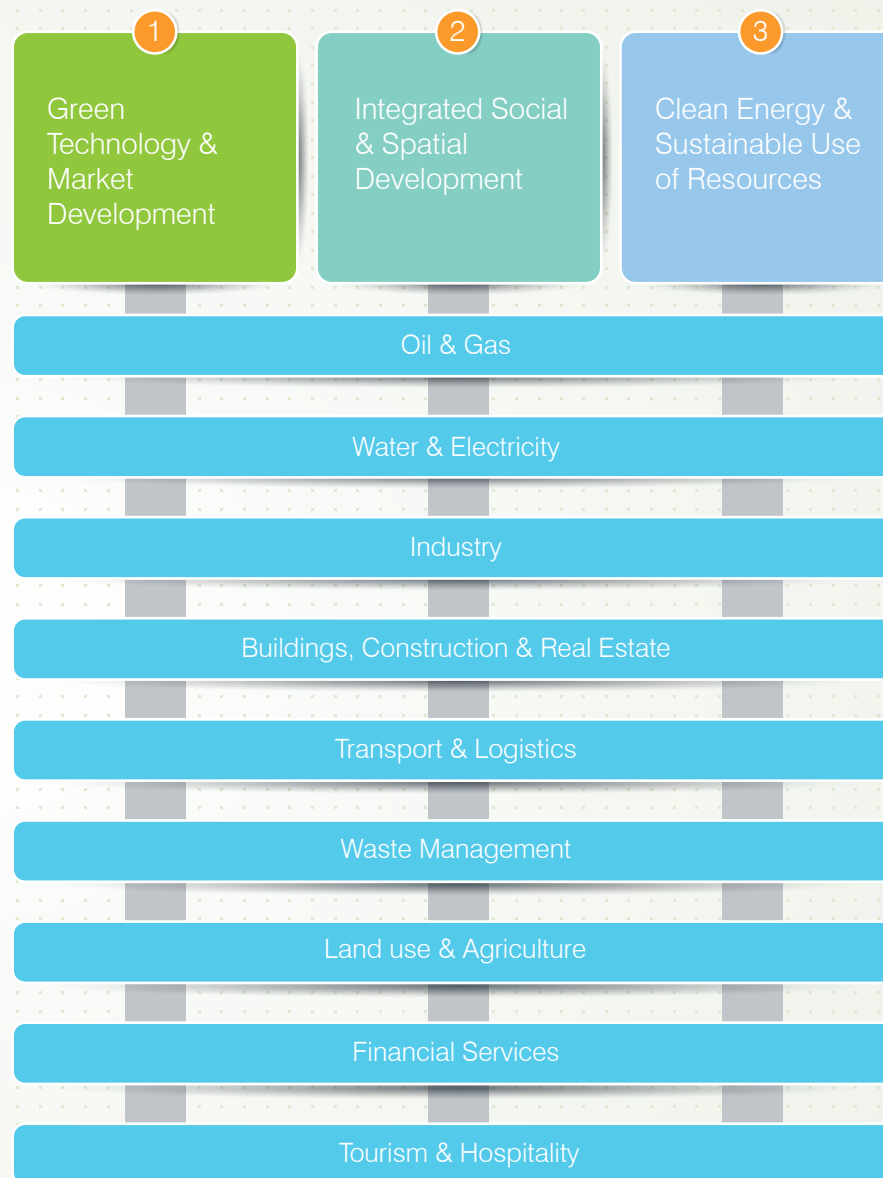 1
Green
Technology &
Market
Development
2
Integrated Social
& Spatial
Development
3
Clean Energy &
Sustainable Use
of Resources
Oil & Gas
Water & Electricity
Industry
Buildings, Construction & Real Estate
Transport & Logistics
Waste Management
Land use & Agriculture
Financial Services
Tourism & Hospitality